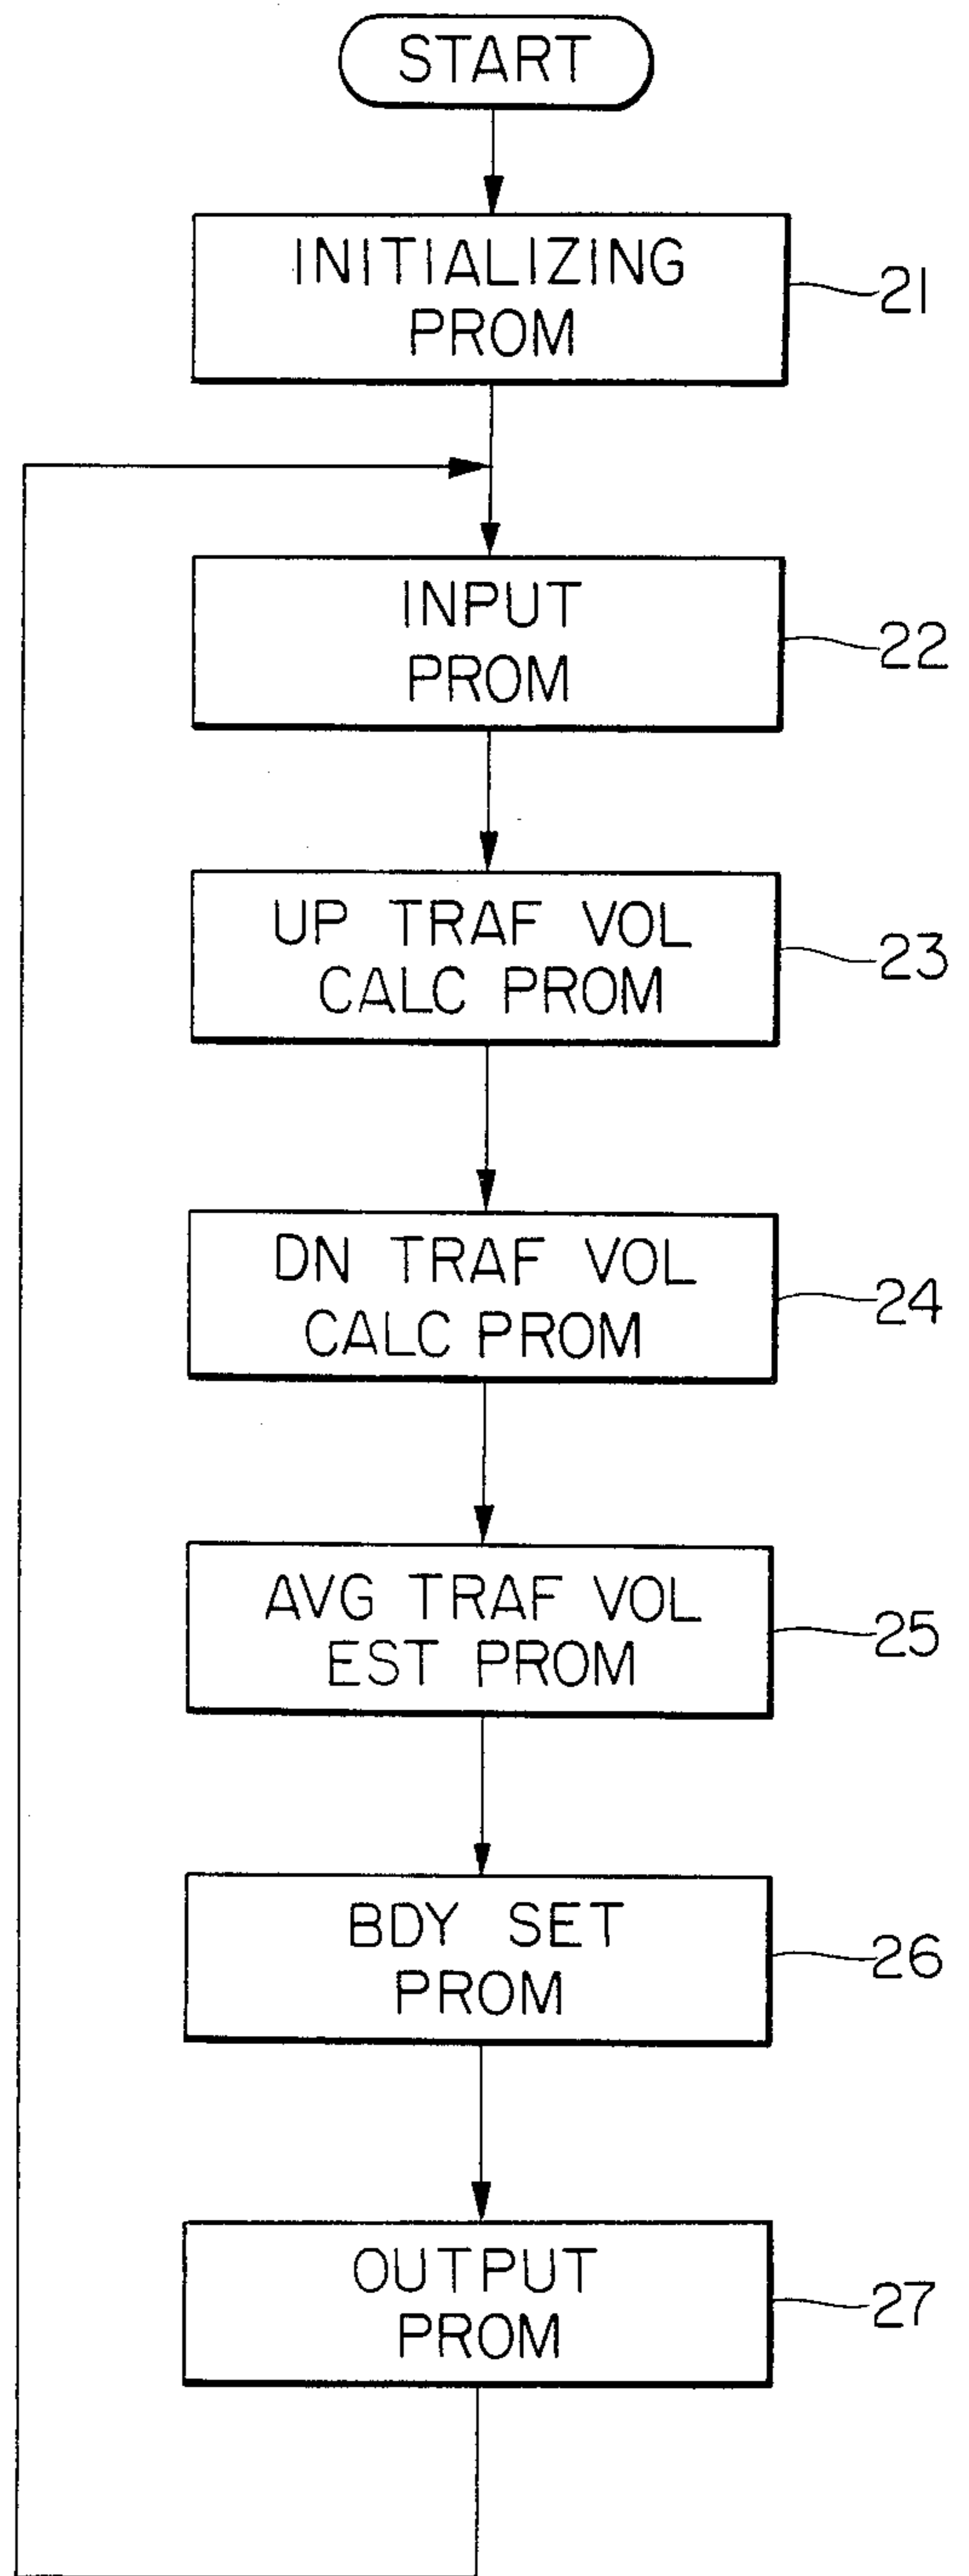 START
INITIALIZING
PROM
21
INPUT
PROM
22
UP TRAF VOL
CALC PROM
23
DN TRAF VOL
CALC PROM
24
AVG TRAF VOL
EST PROM
25
BDY SET
PROM
26
OUTPUT
PROM
27